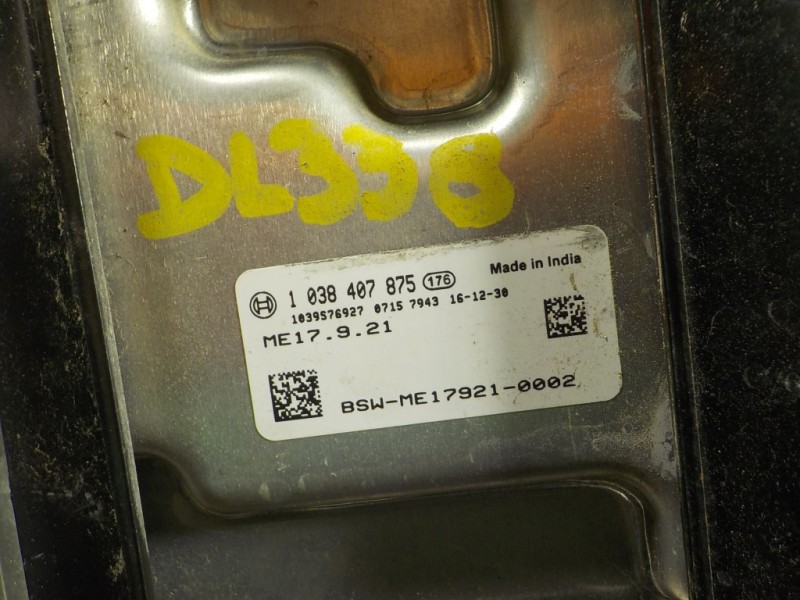 DL338
1 038 407 875 176 Made in India
1039576927 0715 7943 16-12-30
ME17.9.21
BSW-ME17921-0002